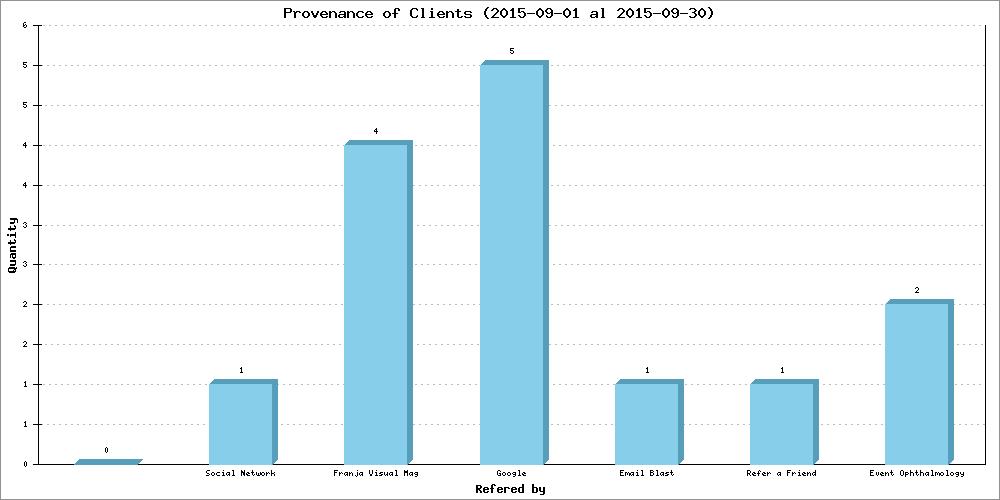 Provenance of Clients (2015-09-01 al 2015-09-30)
6
5
5
4
4
3
3
2
2
1
1
0
Quantity
0
1
4
5
1
1
2
Social Network
Franja Visual Mag
Google
Email Blast
Refer a Friend
Event Ophthalmology
Refered by